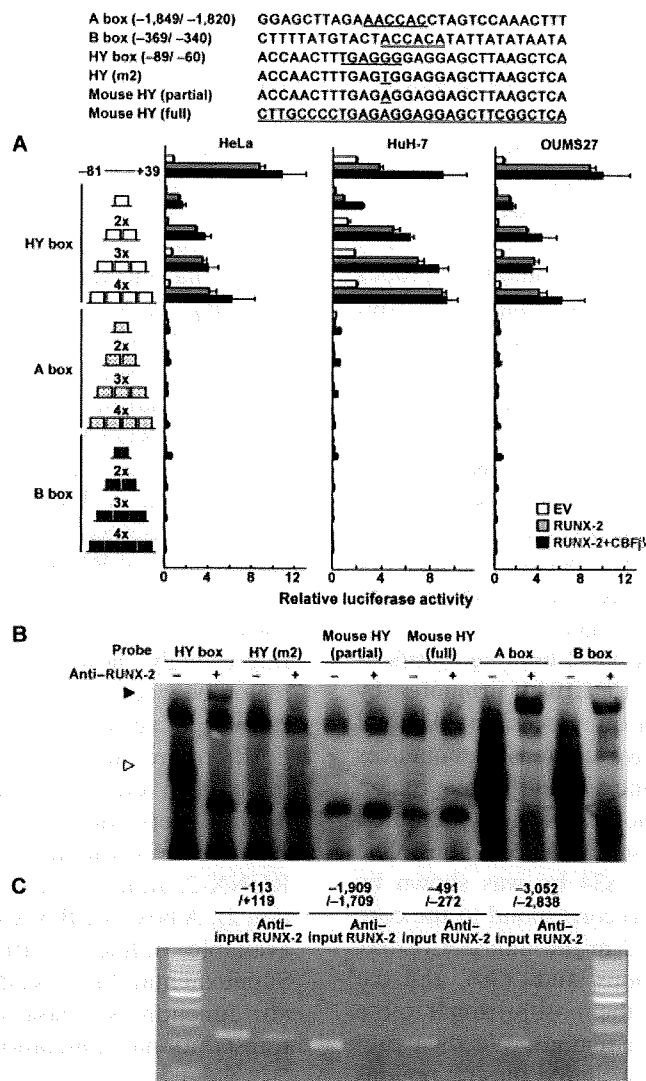 A box (–1,849/ –1,820) GGAGCTTAGAAACCACCTAGTCCAAACTTT
B box (–369/ –340) CTTTTATGTACTACCACATATTATATAATA
HY box (–89/ –60) ACCAACTTTGAGGGGGAGGAGCTTAAGCTCA
HY (m2) ACCAACTTTGAGTGGAGGAGCTTAAGCTCA
Mouse HY (partial) ACCAACTTTGAGAGGAGGAGCTTAAGCTCA
Mouse HY (full) CTTGCCCCTGAGAGGAGGAGCTTCGGCTCA
A HeLa HuH-7 OUMS27
–81 +39
HY box
2x
3x
4x
A box
2x
3x
4x
B box
2x
3x
4x
EV
RUNX-2
RUNX-2+CBFβ
0 4 8 12 0 4 8 12 0 4 8 12
Relative luciferase activity
B
Probe HY box HY (m2) Mouse HY (partial) Mouse HY (full) A box B box
Anti–RUNX-2 – + – + – + – + – + – +
C
–113 /+119 –1,909 /–1,709 –491 /–272 –3,052 /–2,838
input Anti– RUNX-2 input Anti– RUNX-2 input Anti– RUNX-2 input Anti– RUNX-2